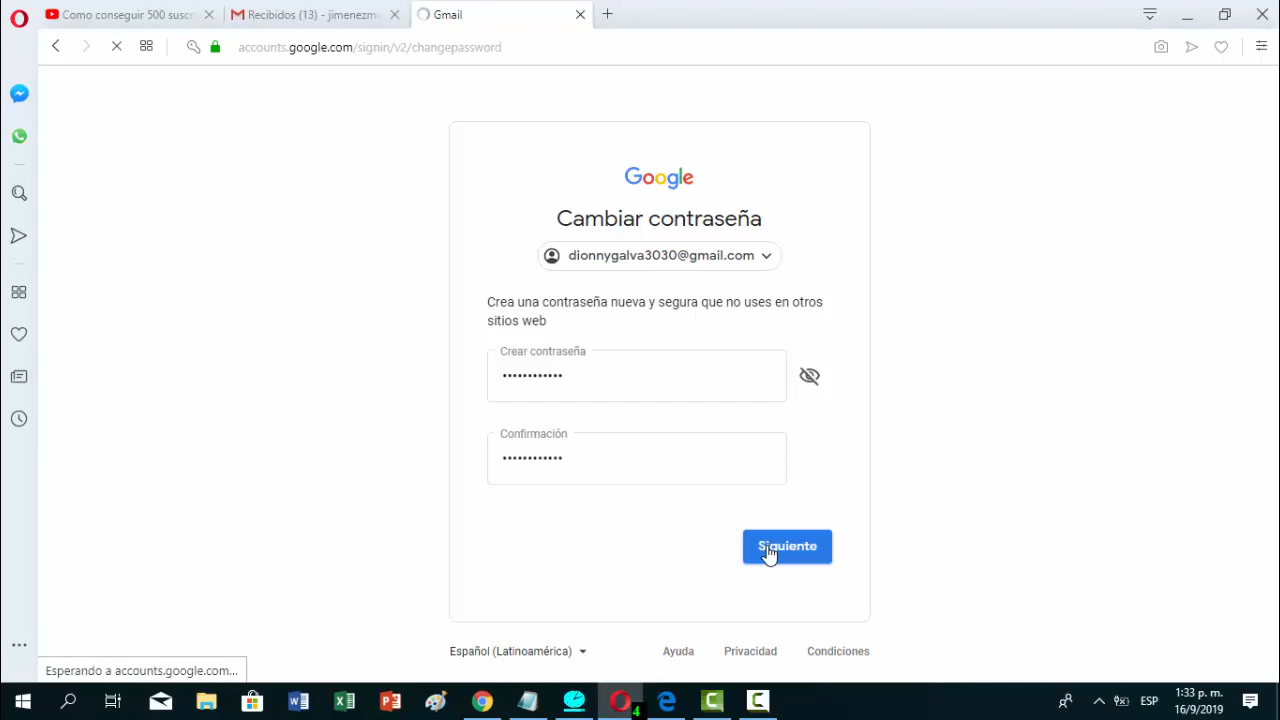 Como conseguir 500 suscr
Recibidos (13) - jimenezmi
Gmail
accounts.google.com/signin/v2/changepassword
Google
Cambiar contraseña
dionnygalva3030@gmail.com
Crea una contraseña nueva y segura que no uses en otros
sitios web
Crear contraseña
••••••••••••
Confirmación
••••••••••••
Siguiente
Español (Latinoamérica)
Ayuda
Privacidad
Condiciones
Esperando a accounts.google.com...
4
ESP
1:33 p. m.
16/9/2019